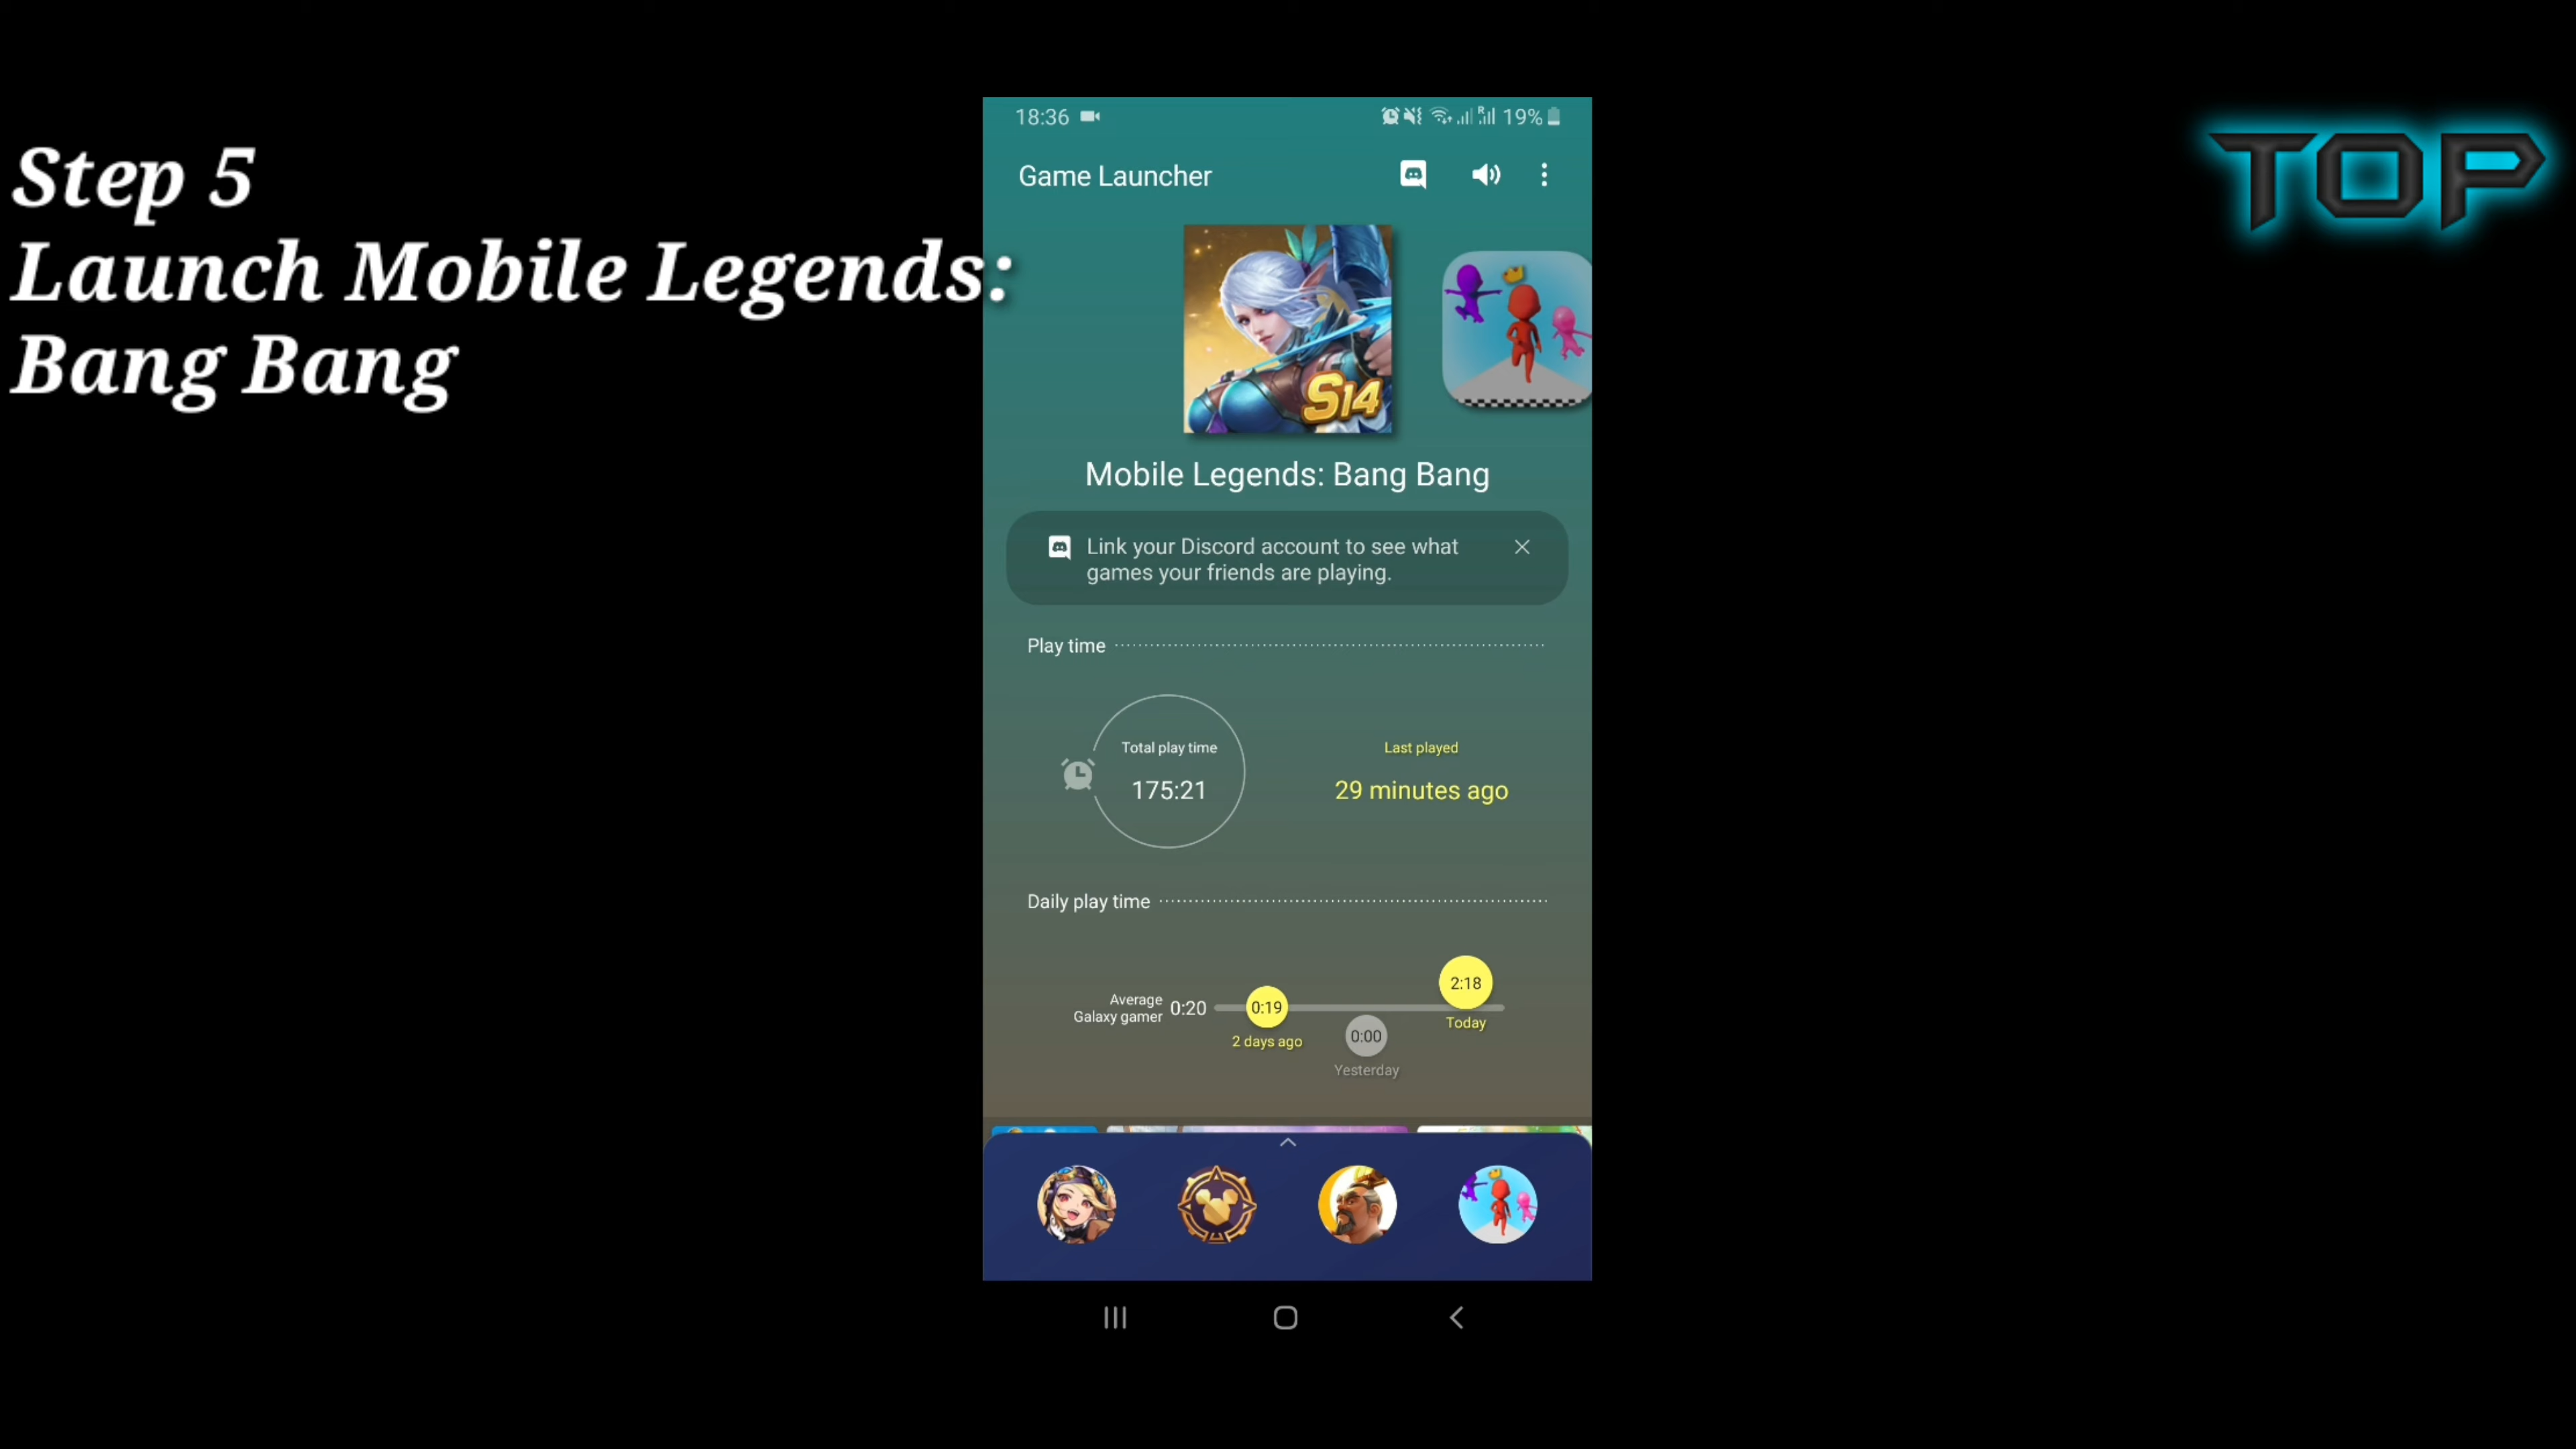 Step 5
Launch Mobile Legends:
Bang Bang
TOP
18:36
R 19%
Game Launcher
S14
Mobile Legends: Bang Bang
Link your Discord account to see what
games your friends are playing.
Play time
Total play time
175:21
Last played
29 minutes ago
Daily play time
Average
Galaxy gamer
0:20
0:19
2 days ago
0:00
Yesterday
2:18
Today